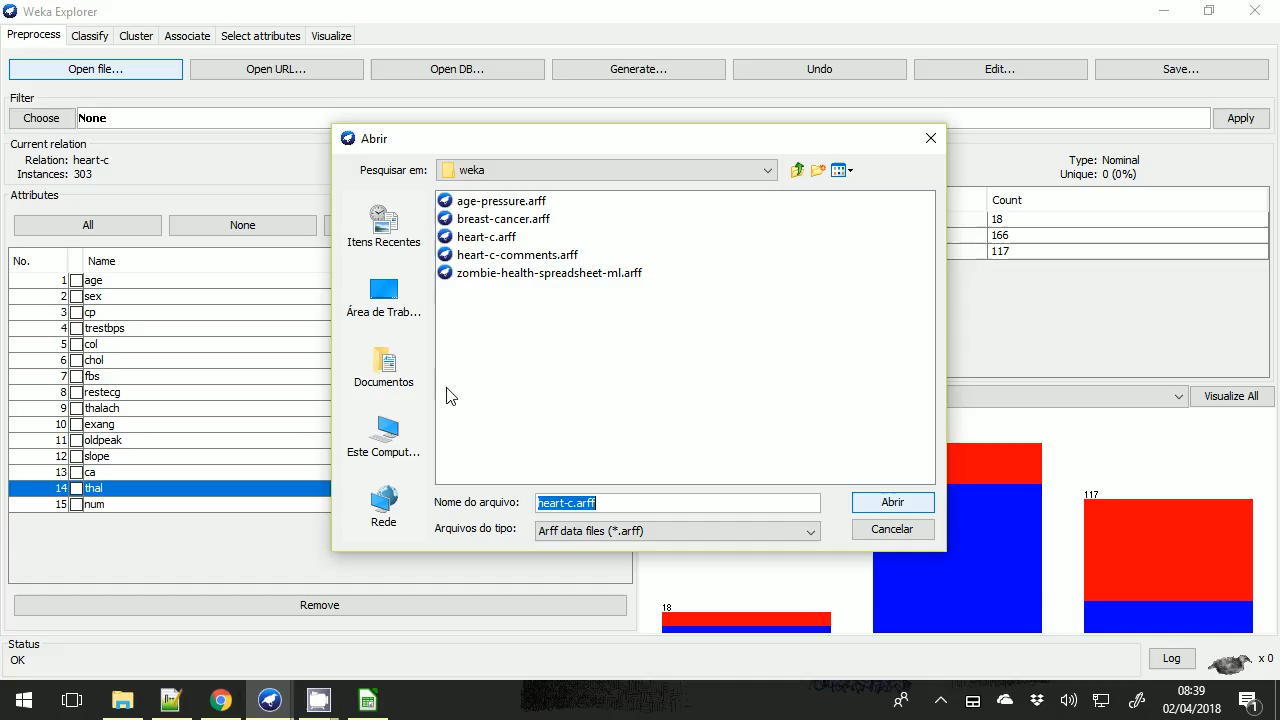 Weka Explorer
Preprocess Classify Cluster Associate Select attributes Visualize
Open file... Open URL... Open DB... Generate... Undo Edit... Save...
Filter
Choose None Apply
Current relation
Relation: heart-c
Instances: 303
Type: Nominal
Unique: 0 (0%)
Attributes
All None
No. Name
1 age
2 sex
3 cp
4 trestbps
5 col
6 chol
7 fbs
8 restecg
9 thalach
10 exang
11 oldpeak
12 slope
13 ca
14 thal
15 num
Remove
Abrir
Pesquisar em: weka
Itens Recentes
Área de Trab...
Documentos
Este Comput...
Rede
age-pressure.arff
breast-cancer.arff
heart-c.arff
heart-c-comments.arff
zombie-health-spreadsheet-ml.arff
Nome do arquivo: heart-c.arff Abrir
Arquivos do tipo: Arff data files (*.arff) Cancelar
Count
18
166
117
Visualize All
18
117
Status
OK
Log x 0
08:39
02/04/2018
1